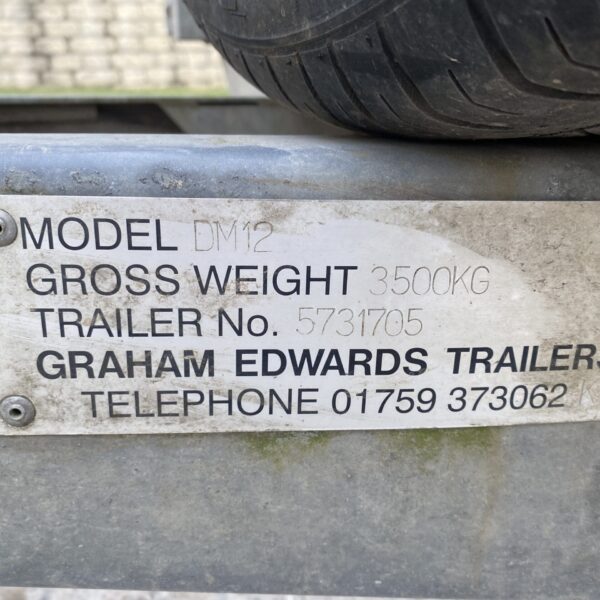 MODEL DM12
GROSS WEIGHT 3500KG
TRAILER No. 5731705
GRAHAM EDWARDS TRAILERS
TELEPHONE 01759 373062